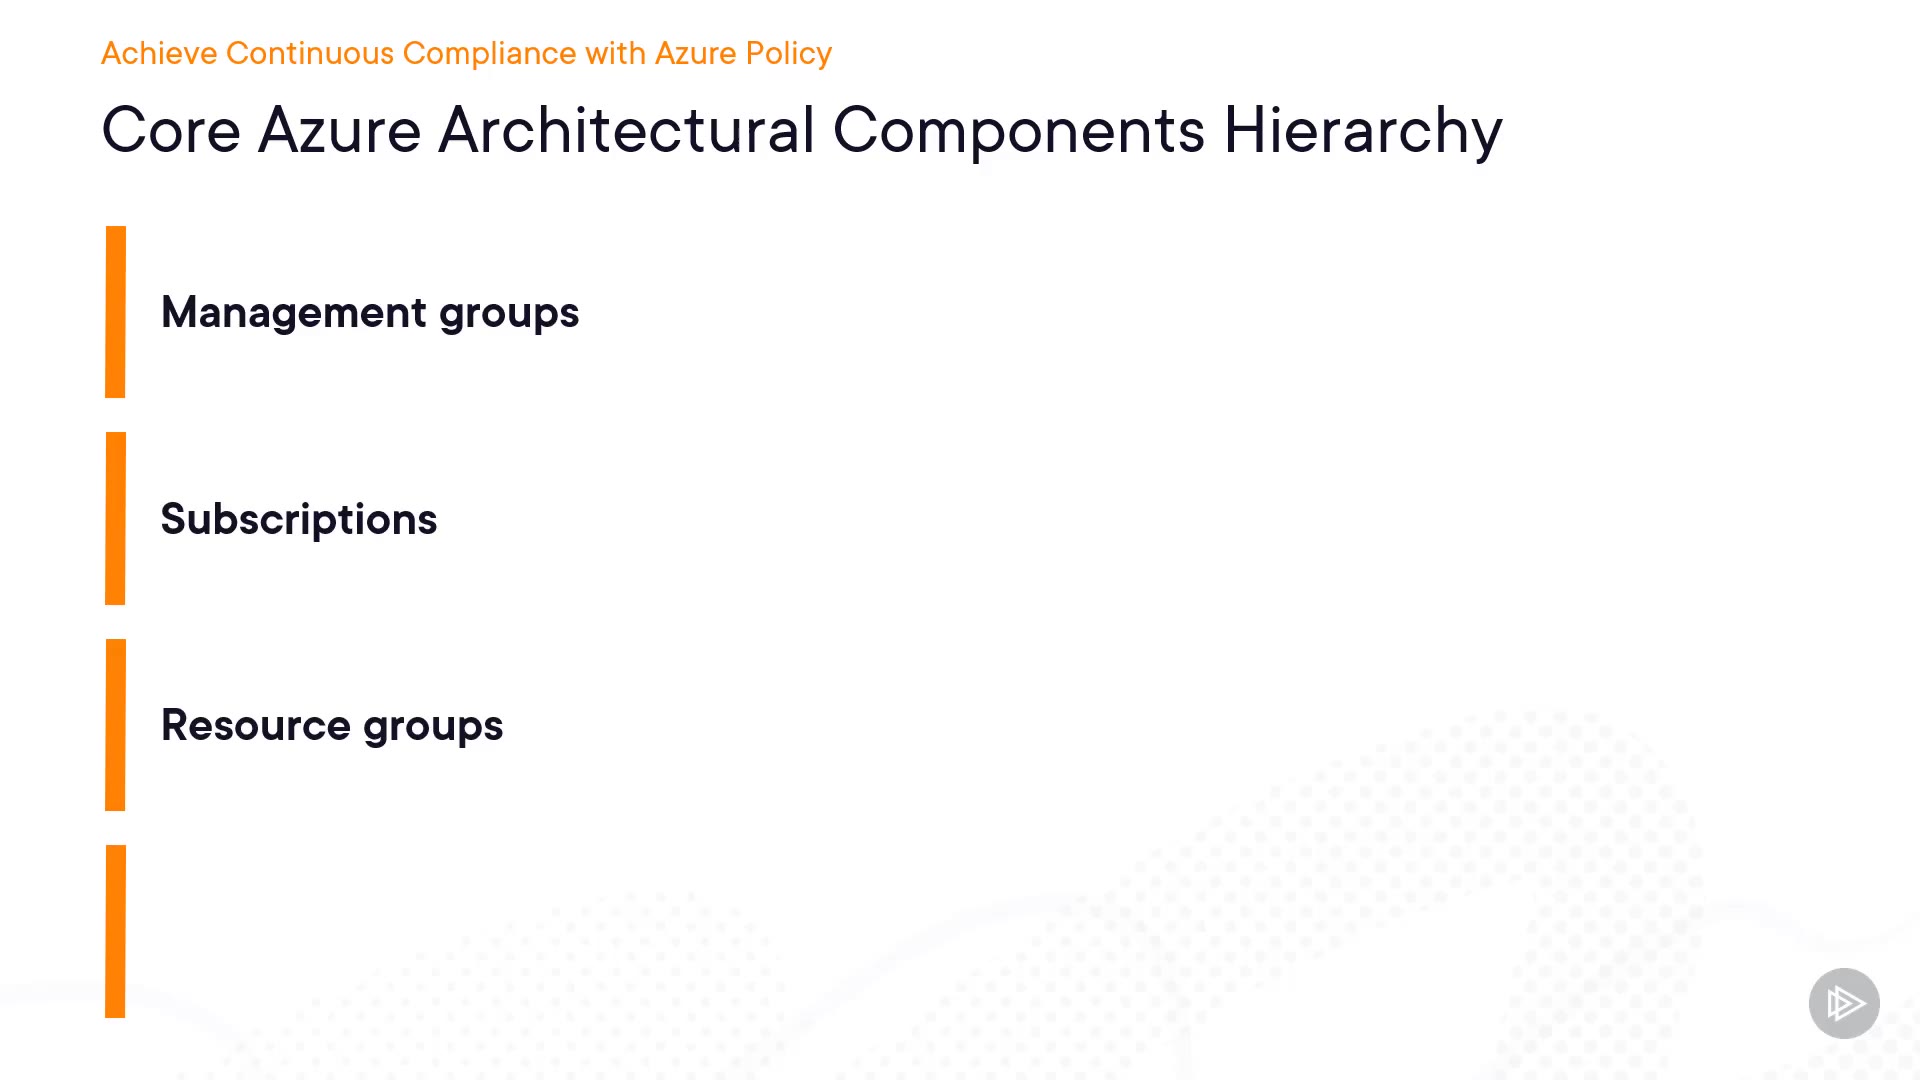 Achieve Continuous Compliance with Azure Policy
Core Azure Architectural Components Hierarchy
Management groups
Subscriptions
Resource groups